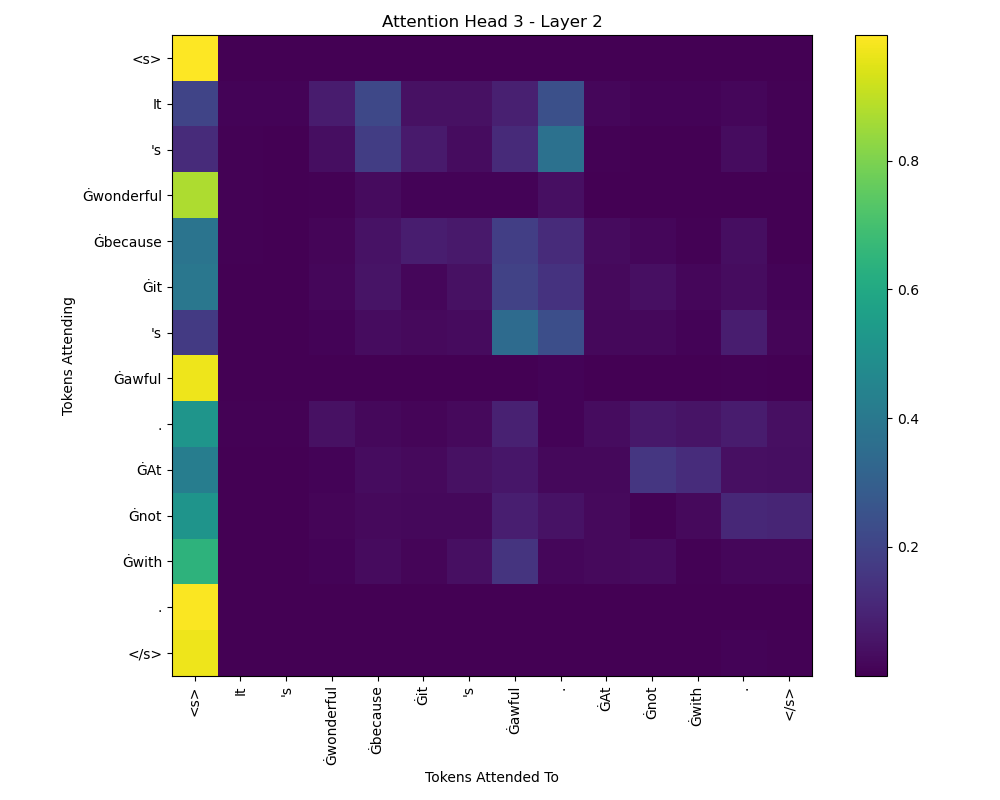 Attention Head 3 - Layer 2
<s>
It
's
Ġwonderful
Ġbecause
Ġit
's
Ġawful
.
ĠAt
Ġnot
Ġwith
.
</s>
Tokens Attending
<s>
It
's
Ġwonderful
Ġbecause
Ġit
's
Ġawful
.
ĠAt
Ġnot
Ġwith
.
</s>
Tokens Attended To
0.8
0.6
0.4
0.2